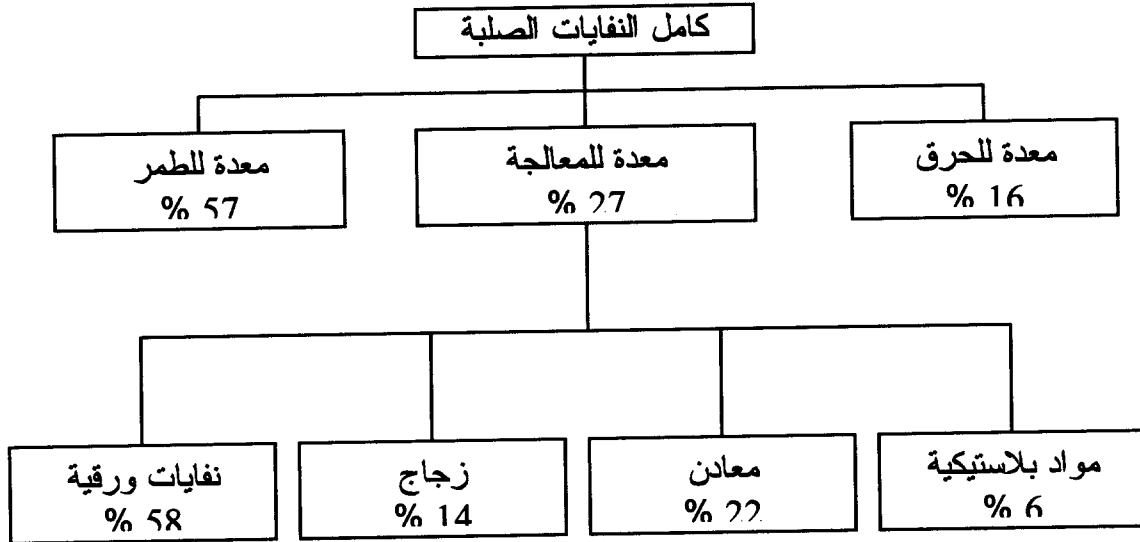 كامل النفايات الصلبة
معدة للحرق
16 %
معدة للمعالجة
27 %
معدة للطمر
57 %
مواد بلاستيكية
6 %
معادن
22 %
زجاج
14 %
نفايات ورقية
58 %